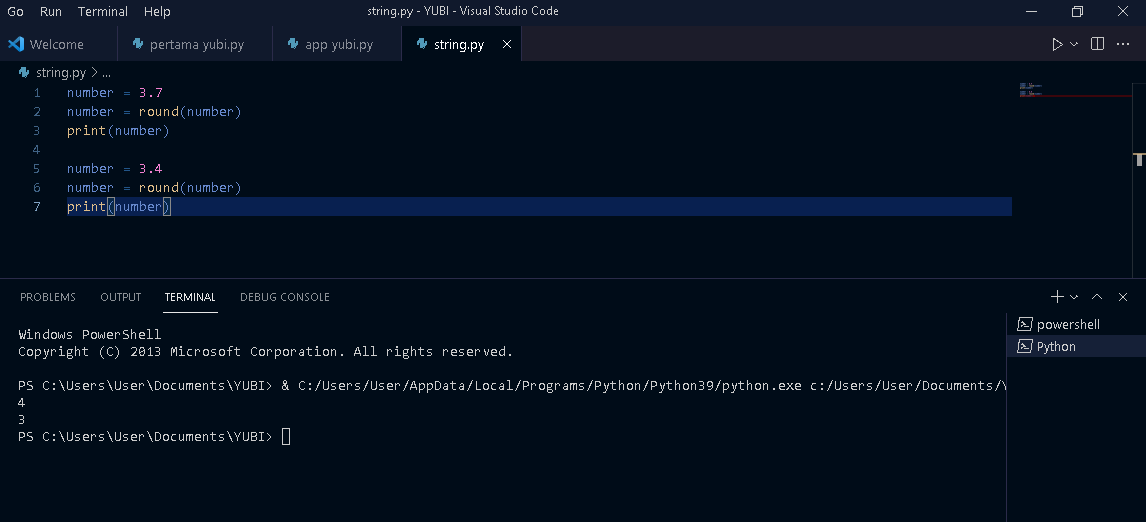 Go Run Terminal Help string.py - YUBI - Visual Studio Code
Welcome pertama yubi.py app yubi.py string.py
string.py > ...
1 number = 3.7
2 number = round(number)
3 print(number)
4
5 number = 3.4
6 number = round(number)
7 print(number)
PROBLEMS OUTPUT TERMINAL DEBUG CONSOLE
Windows PowerShell
Copyright (C) 2013 Microsoft Corporation. All rights reserved.
PS C:\Users\User\Documents\YUBI> & C:/Users/User/AppData/Local/Programs/Python/Python39/python.exe c:/Users/User/Documents/
4
3
PS C:\Users\User\Documents\YUBI>
powershell
Python